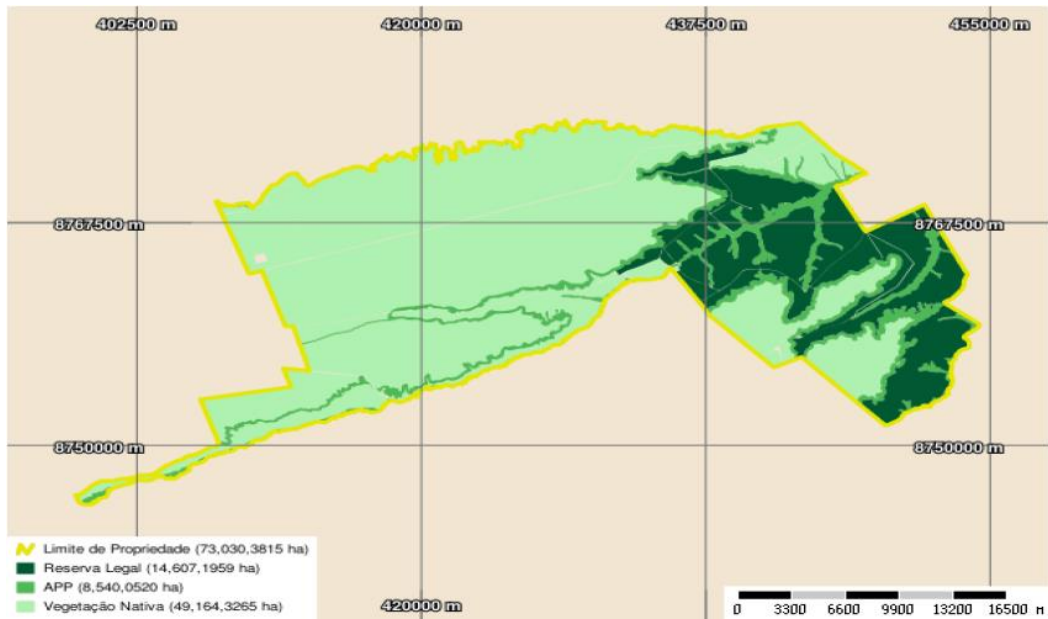 402500 m 420000 m 437500 m 455000 m
8767500 m 8767500 m
8750000 m 8750000 m
Limite de Propriedade (73,030,3815 ha)
Reserva Legal (14,607,1959 ha)
APP (8,540,0520 ha)
Vegetação Nativa (49,164,3265 ha)
420000 m
0 3300 6600 9900 13200 16500 M